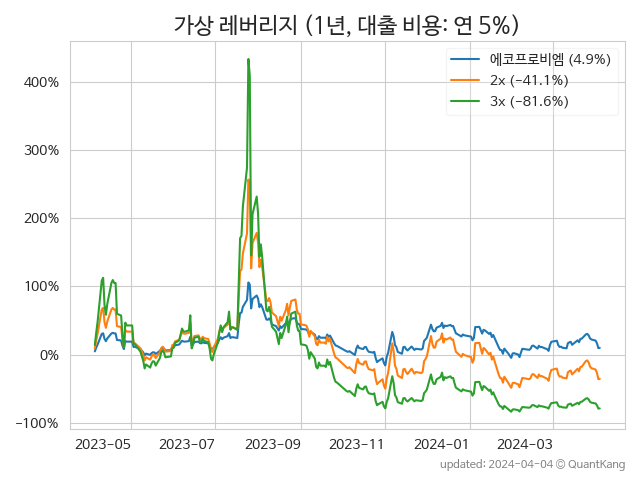 가상 레버리지 (1년, 대출 비용: 연 5%)
에코프로비엠 (4.9%)
2x (−41.1%)
3x (−81.6%)
400%
300%
200%
100%
0%
−100%
2023-05 2023-07 2023-09 2023-11 2024-01 2024-03
updated: 2024-04-04 © QuantKang